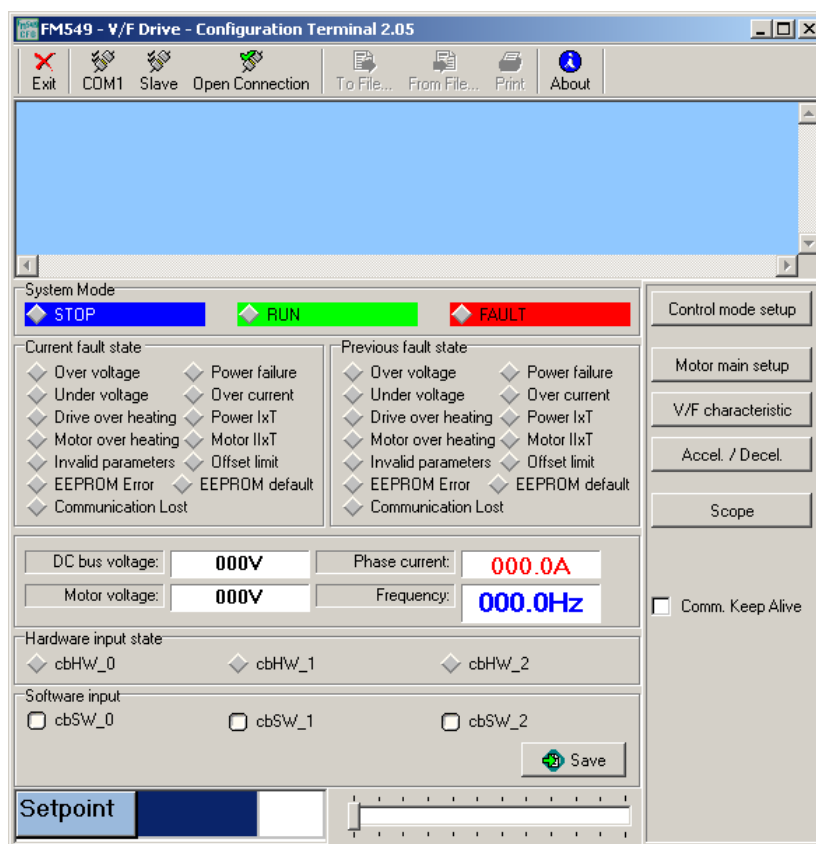 FM549 - V/F Drive - Configuration Terminal 2.05
Exit COM1 Slave Open Connection To File... From File... Print About
System Mode
STOP RUN FAULT
Control mode setup
Current fault state
Over voltage Power failure
Under voltage Over current
Drive over heating Power IxT
Motor over heating Motor IIxT
Invalid parameters Offset limit
EEPROM Error EEPROM default
Communication Lost
Previous fault state
Over voltage Power failure
Under voltage Over current
Drive over heating Power IxT
Motor over heating Motor IIxT
Invalid parameters Offset limit
EEPROM Error EEPROM default
Communication Lost
Motor main setup
V/F characteristic
Accel. / Decel.
Scope
DC bus voltage: 000V Phase current: 000.0A
Motor voltage: 000V Frequency: 000.0Hz
Comm. Keep Alive
Hardware input state
cbHW_0 cbHW_1 cbHW_2
Software input
cbSW_0 cbSW_1 cbSW_2
Save
Setpoint